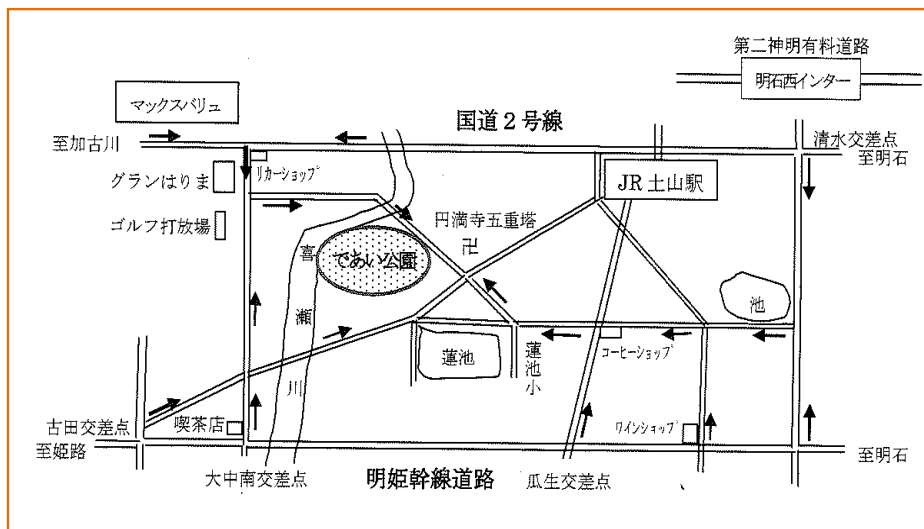 第二神明有料道路
明石西インター
マックスバリュ
国道2号線
清水交差点
至加古川
至明石
リカーショップ
グランはりま
JR 土山駅
ゴルフ打放場
円満寺五重塔
卍
喜瀬川
であい公園
池
蓮池
蓮池小
コーヒーショップ
古田交差点
喫茶店
ワインショップ
至姫路
至明石
大中南交差点
明姫幹線道路
瓜生交差点